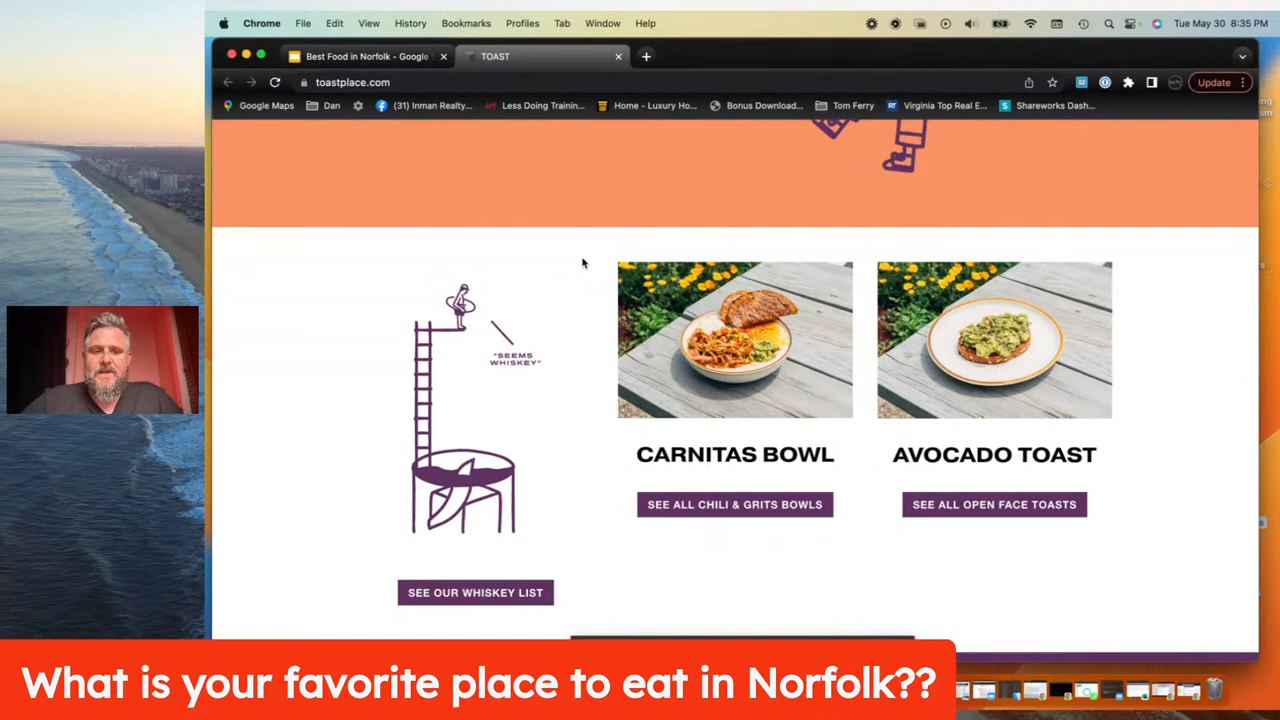 Chrome File Edit View History Bookmarks Profiles Tab Window Help Tue May 30 8:35 PM
Best Food in Norfolk - Google TOAST
toastplace.com Update
Google Maps Dan (31) Inman Realty... Less Doing Trainin... Home - Luxury Ho... Bonus Download... Tom Ferry Virginia Top Real E... Shareworks Dash...
"SEEMS
WHISKEY"
CARNITAS BOWL AVOCADO TOAST
SEE ALL CHILI & GRITS BOWLS SEE ALL OPEN FACE TOASTS
SEE OUR WHISKEY LIST
What is your favorite place to eat in Norfolk??